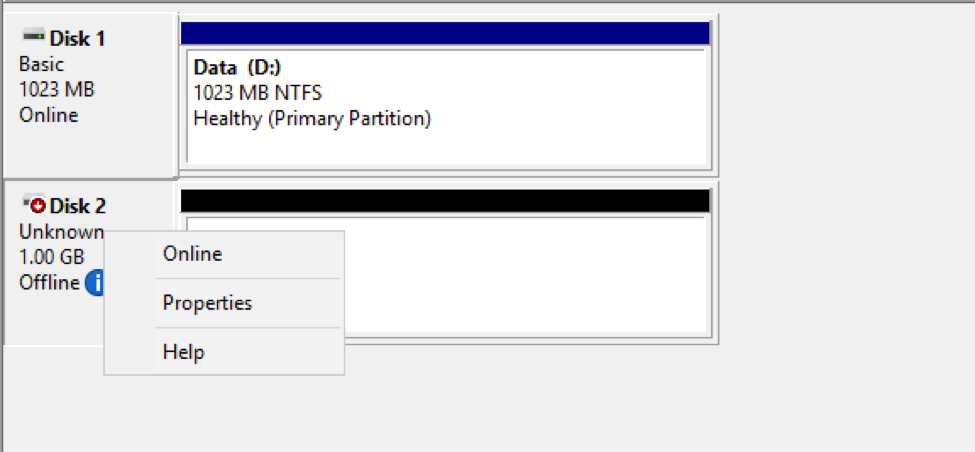 Disk 1
Basic
1023 MB
Online
Data (D:)
1023 MB NTFS
Healthy (Primary Partition)
Disk 2
Unknown
1.00 GB
Offline i
Online
Properties
Help